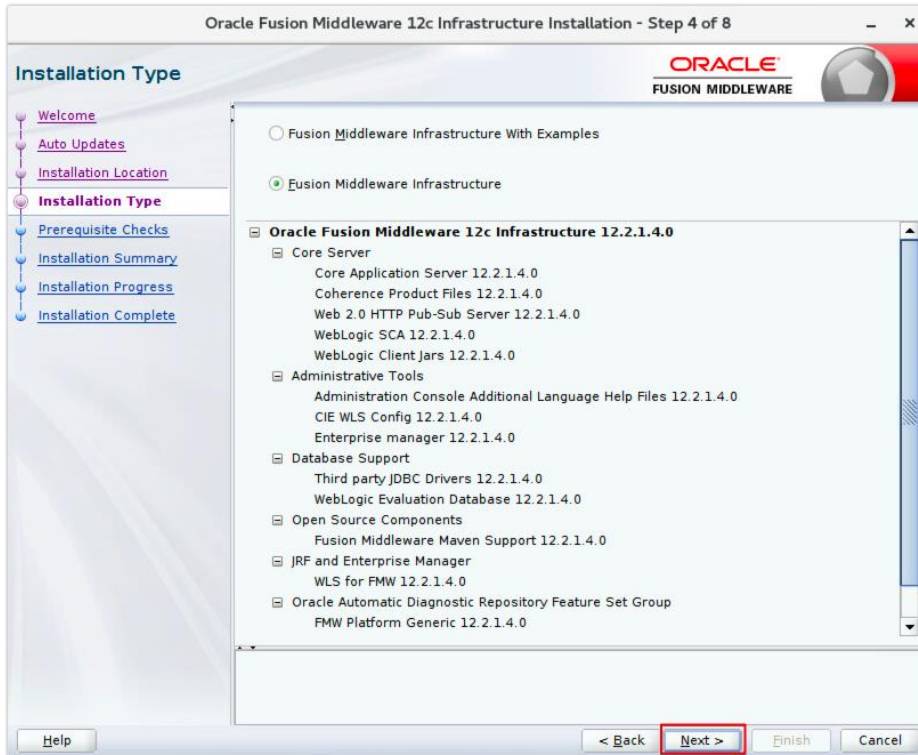 Oracle Fusion Middleware 12c Infrastructure Installation - Step 4 of 8
Installation Type
ORACLE
FUSION MIDDLEWARE
Welcome
Auto Updates
Installation Location
Installation Type
Prerequisite Checks
Installation Summary
Installation Progress
Installation Complete
Fusion Middleware Infrastructure With Examples
Fusion Middleware Infrastructure
Oracle Fusion Middleware 12c Infrastructure 12.2.1.4.0
Core Server
Core Application Server 12.2.1.4.0
Coherence Product Files 12.2.1.4.0
Web 2.0 HTTP Pub-Sub Server 12.2.1.4.0
WebLogic SCA 12.2.1.4.0
WebLogic Client Jars 12.2.1.4.0
Administrative Tools
Administration Console Additional Language Help Files 12.2.1.4.0
CIE WLS Config 12.2.1.4.0
Enterprise manager 12.2.1.4.0
Database Support
Third party JDBC Drivers 12.2.1.4.0
WebLogic Evaluation Database 12.2.1.4.0
Open Source Components
Fusion Middleware Maven Support 12.2.1.4.0
JRF and Enterprise Manager
WLS for FMW 12.2.1.4.0
Oracle Automatic Diagnostic Repository Feature Set Group
FMW Platform Generic 12.2.1.4.0
Help
< Back
Next >
Finish
Cancel